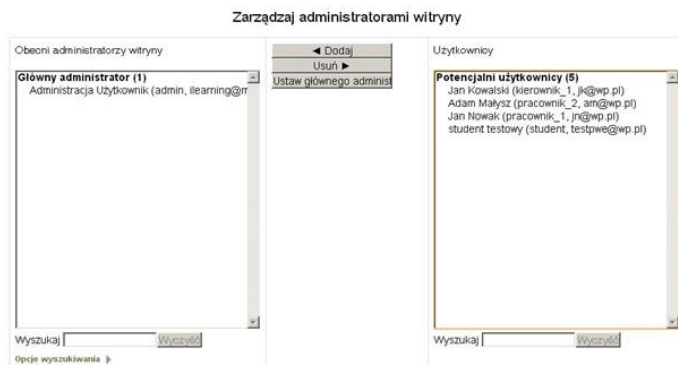 Zarządzaj administratorami witryny
Obecni administratorzy witryny
Główny administrator (1)
Administracja Użytkownik (admin, ilearning@m
Wyszukaj
Wyczyść
Opcje wyszukiwania
◄ Dodaj
Usuń ►
Ustaw głównego administ
Użytkownicy
Potencjalni użytkownicy (5)
Jan Kowalski (kierownik_1, jk@wp.pl)
Adam Małysz (pracownik_2, am@wp.pl)
Jan Nowak (pracownik_1, jn@wp.pl)
student testowy (student, testpwe@wp.pl)
Wyszukaj
Wyczyść